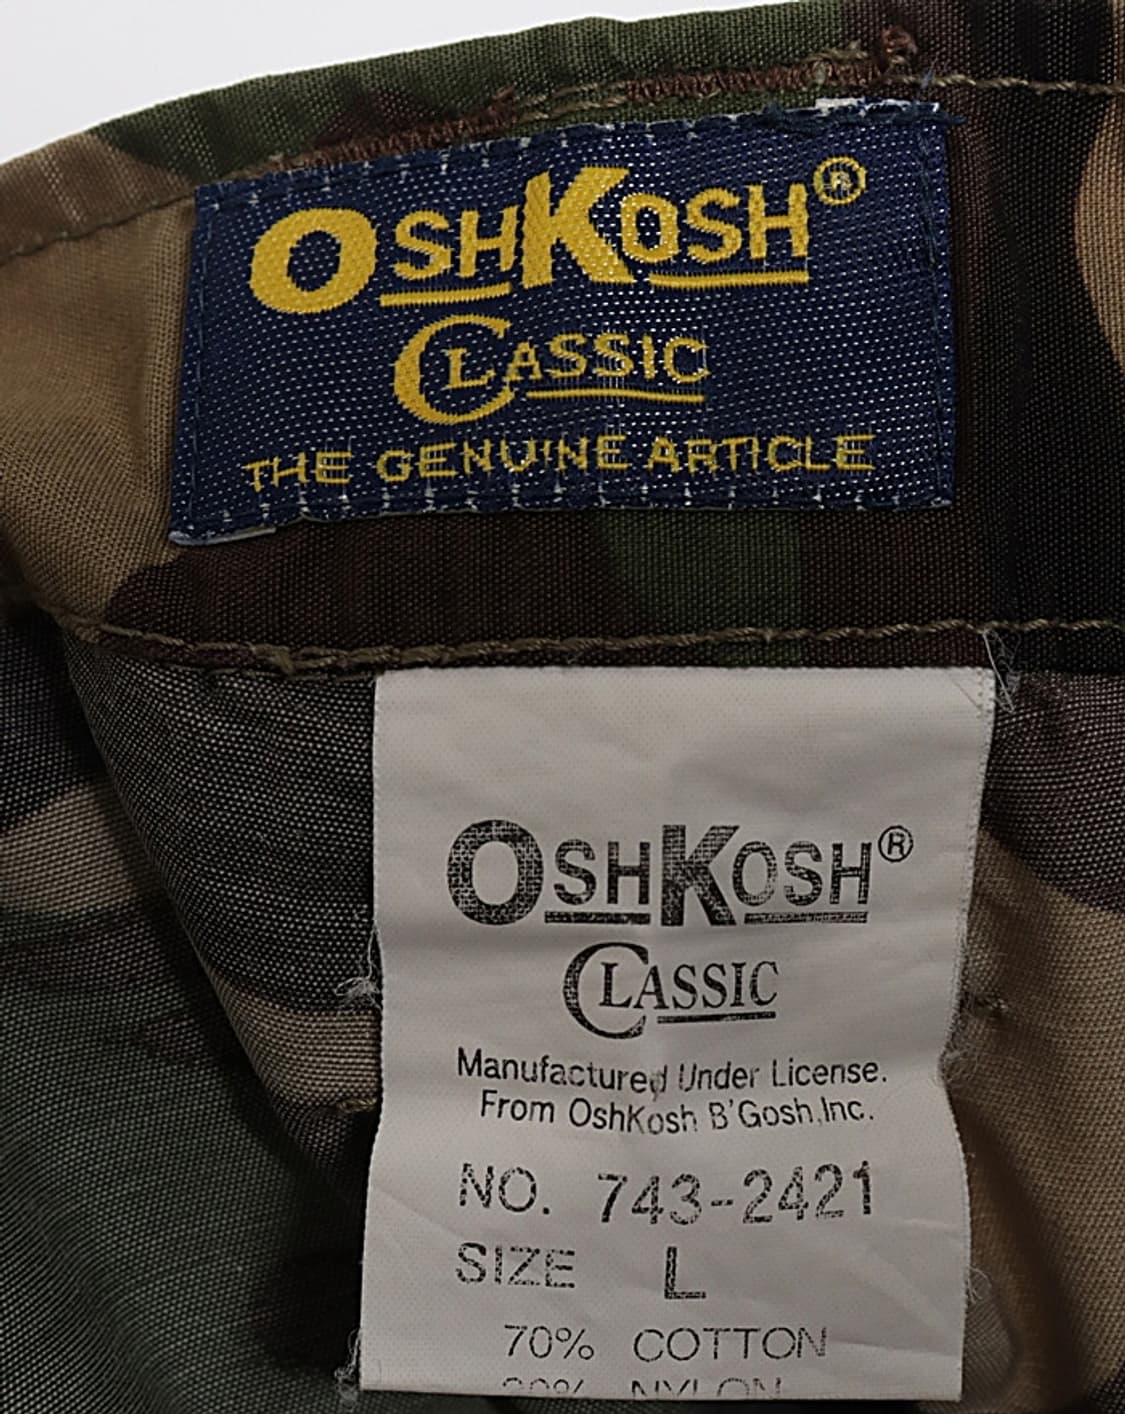 OSHKOSH®
CLASSIC
THE GENUINE ARTICLE
OSHKOSH®
CLASSIC
Manufactured Under License.
From OshKosh B'Gosh,Inc.
NO. 743-2421
SIZE L
70% COTTON
NYLON